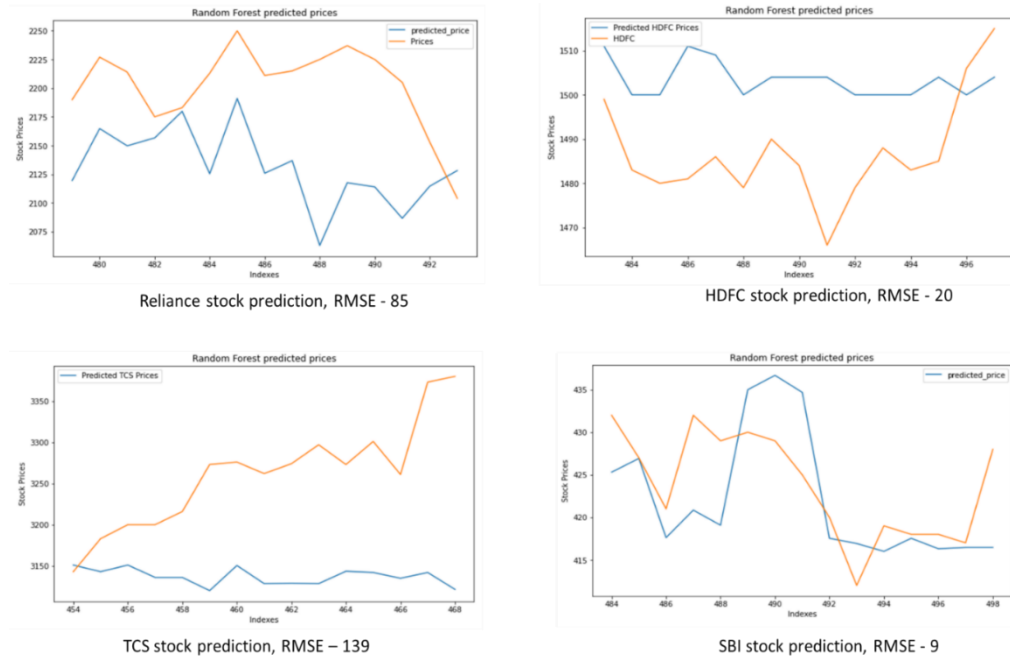 Random Forest predicted prices
predicted_price
Prices
2250
2225
2200
2175
2150
2125
2100
2075
Stock Prices
480
482
484
486
488
490
492
Indexes
Reliance stock prediction, RMSE - 85
Random Forest predicted prices
Predicted HDFC Prices
HDFC
1510
1500
1490
1480
1470
Stock Prices
484
486
488
490
492
494
496
Indexes
HDFC stock prediction, RMSE - 20
Random Forest predicted prices
Predicted TCS Prices
3350
3300
3250
3200
3150
Stock Prices
454
456
458
460
462
464
466
468
Indexes
TCS stock prediction, RMSE – 139
Random Forest predicted prices
predicted_price
435
430
425
420
415
Stock Prices
484
486
488
490
492
494
496
498
Indexes
SBI stock prediction, RMSE - 9